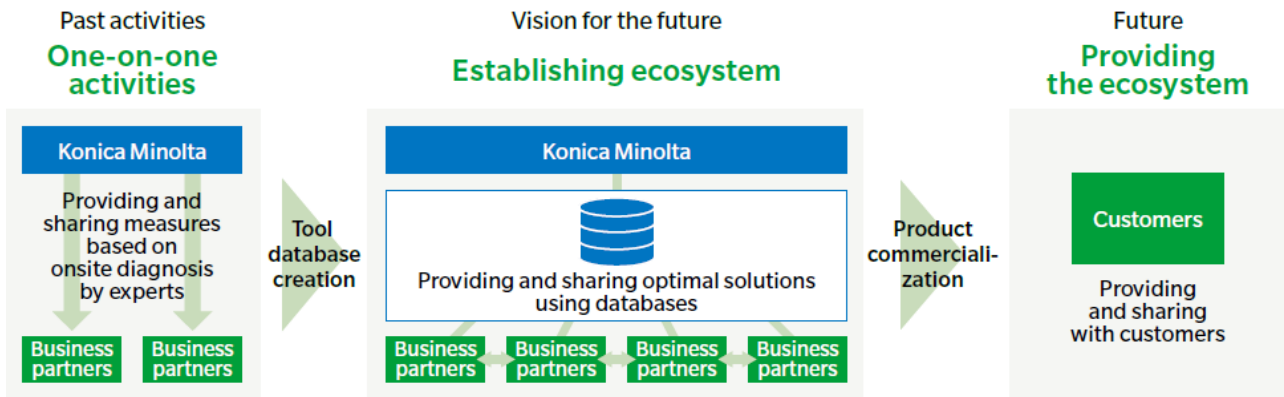 Past activities
One-on-one
activities
Konica Minolta
Providing and
sharing measures
based on
onsite diagnosis
by experts
Business
partners
Business
partners
Tool
database
creation
Vision for the future
Establishing ecosystem
Konica Minolta
Providing and sharing optimal solutions
using databases
Business
partners
Business
partners
Business
partners
Business
partners
Product
commerciali-
zation
Future
Providing
the ecosystem
Customers
Providing
and sharing
with customers